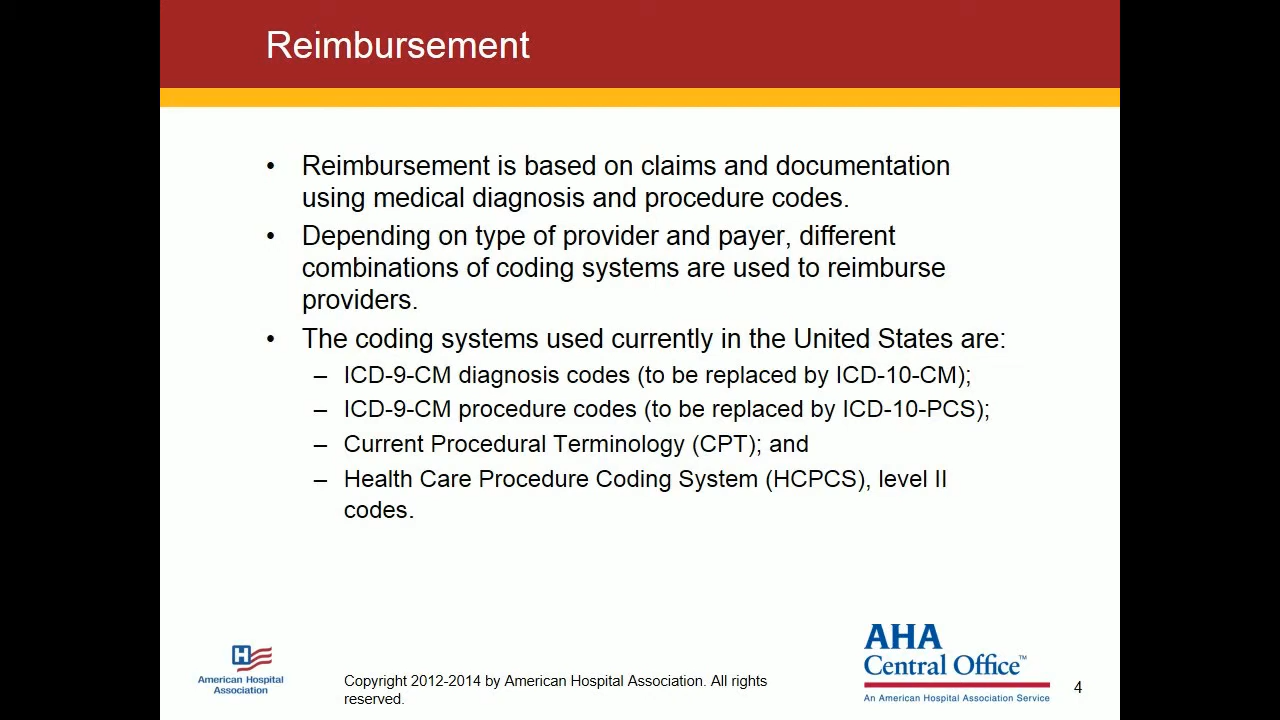 Reimbursement
• Reimbursement is based on claims and documentation
using medical diagnosis and procedure codes.
• Depending on type of provider and payer, different
combinations of coding systems are used to reimburse
providers.
• The coding systems used currently in the United States are:
– ICD-9-CM diagnosis codes (to be replaced by ICD-10-CM);
– ICD-9-CM procedure codes (to be replaced by ICD-10-PCS);
– Current Procedural Terminology (CPT); and
– Health Care Procedure Coding System (HCPCS), level II
codes.
H
American Hospital
Association
Copyright 2012-2014 by American Hospital Association. All rights
reserved.
AHA
Central Office™
An American Hospital Association Service
4